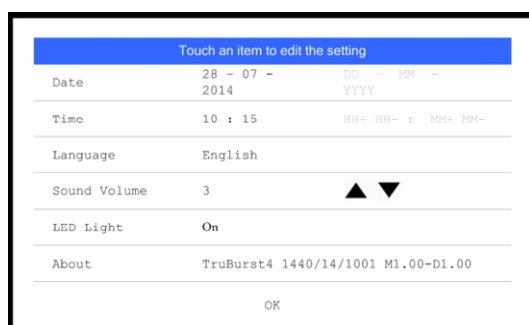 Touch an item to edit the setting
Date 28 - 07 - 2014 DD - MM - YYYY
Time 10 : 15 HH+ HH- : MM+ MM-
Language English
Sound Volume 3
LED Light On
About TruBurst4 1440/14/1001 M1.00-D1.00
OK